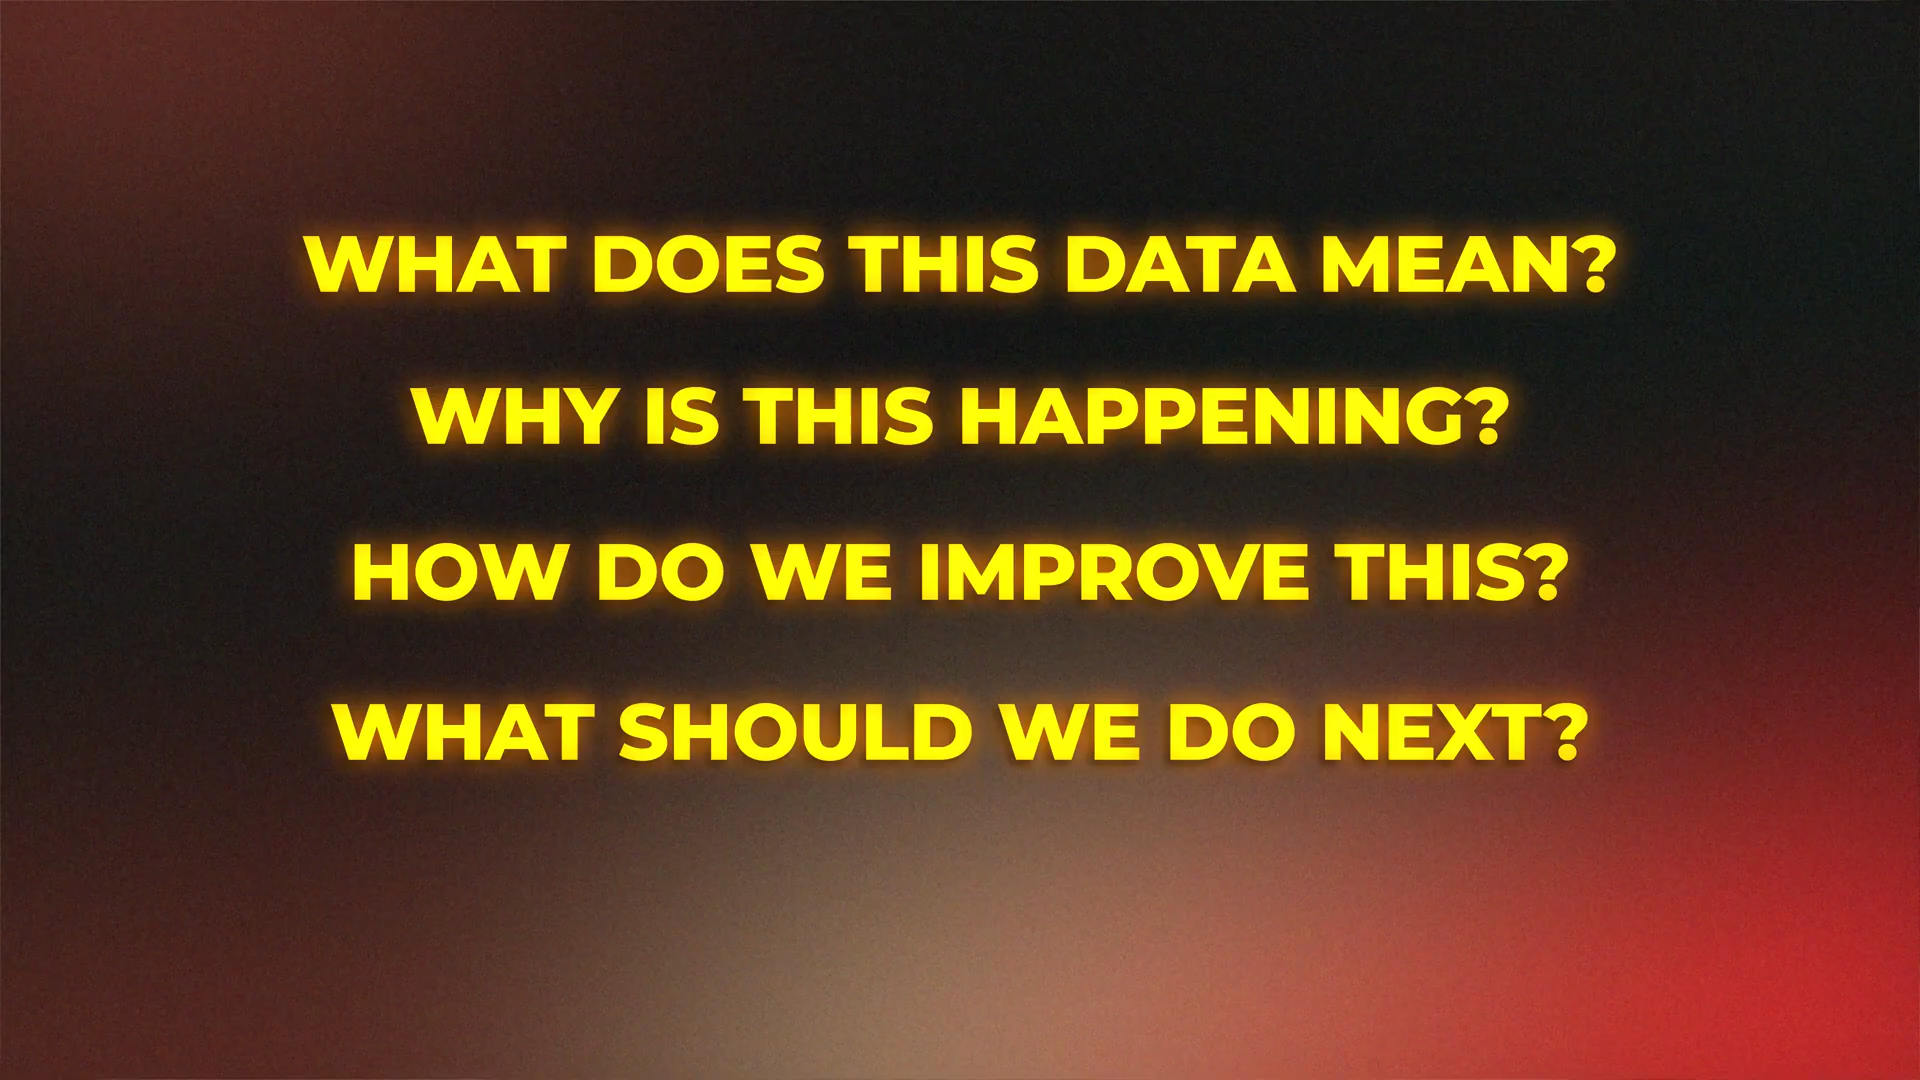 WHAT DOES THIS DATA MEAN?
WHY IS THIS HAPPENING?
HOW DO WE IMPROVE THIS?
WHAT SHOULD WE DO NEXT?